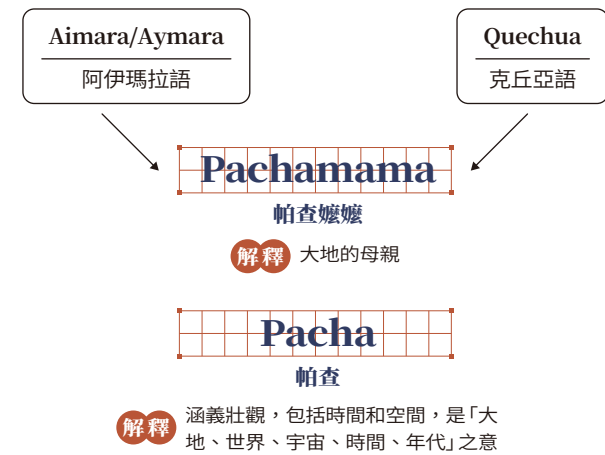 Aimara/Aymara
阿伊瑪拉語
Quechua
克丘亞語
Pachamama
帕查嬤嬤
解釋 大地的母親
Pacha
帕查
解釋 涵義壯觀，包括時間和空間，是「大
地、世界、宇宙、時間、年代」之意